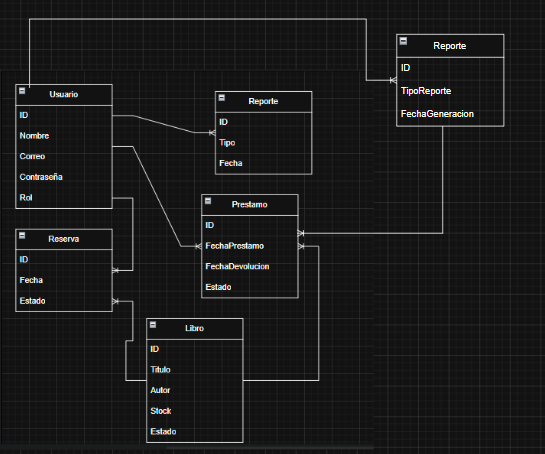 Usuario
ID
Nombre
Correo
Contraseña
Rol
Reporte
ID
Tipo
Fecha
Reporte
ID
TipoReporte
FechaGeneracion
Prestamo
ID
FechaPrestamo
FechaDevolucion
Estado
Reserva
ID
Fecha
Estado
Libro
ID
Titulo
Autor
Stock
Estado